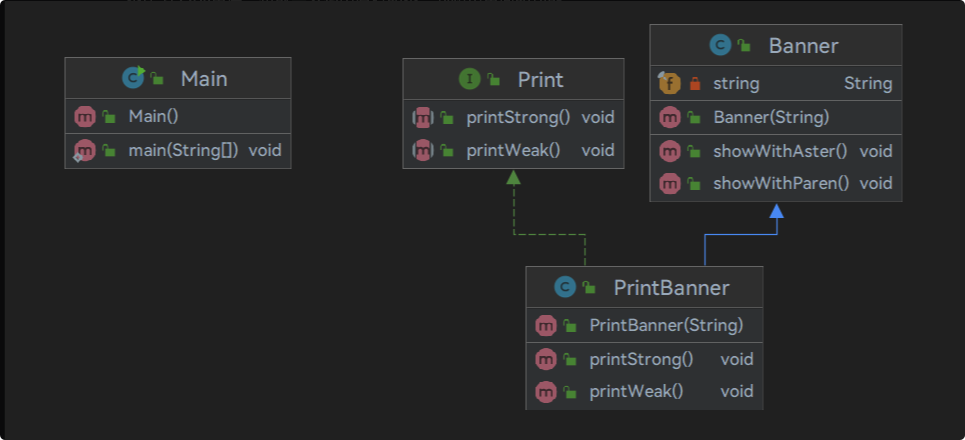 Main
Main()
main(String[]) void
Print
printStrong() void
printWeak() void
Banner
string String
Banner(String)
showWithAster() void
showWithParen() void
PrintBanner
PrintBanner(String)
printStrong() void
printWeak() void